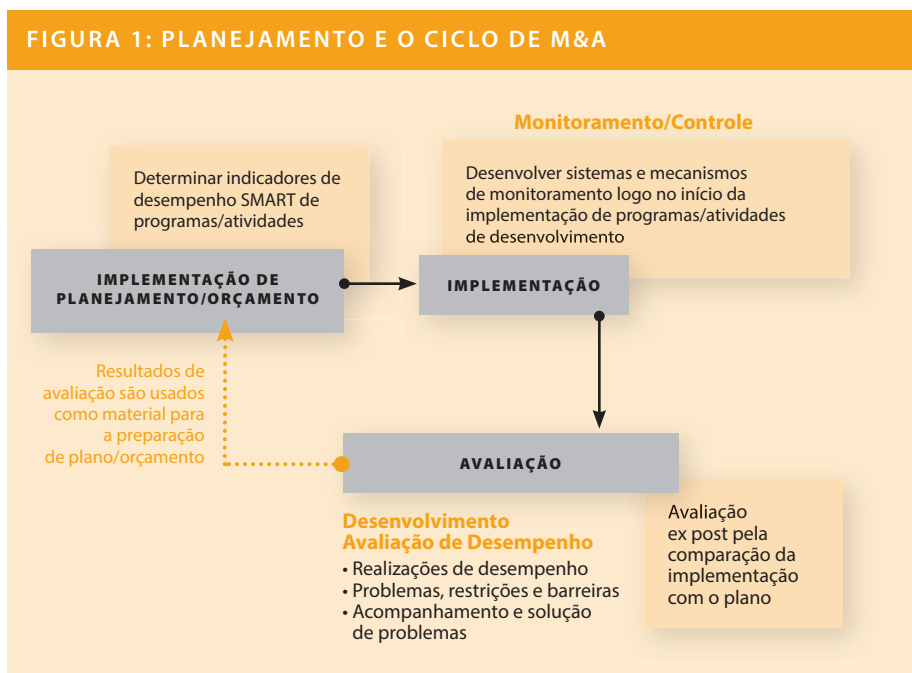 FIGURA 1: PLANEJAMENTO E O CICLO DE M&A
Monitoramento/Controle
Determinar indicadores de
desempenho SMART de
programas/atividades
Desenvolver sistemas e mecanismos
de monitoramento logo no início da
implementação de programas/atividades
de desenvolvimento
IMPLEMENTAÇÃO DE
PLANEJAMENTO/ORÇAMENTO
IMPLEMENTAÇÃO
Resultados de
avaliação são usados
como material para
a preparação
de plano/orçamento
AVALIAÇÃO
Desenvolvimento
Avaliação de Desempenho
• Realizações de desempenho
• Problemas, restrições e barreiras
• Acompanhamento e solução
de problemas
Avaliação
ex post pela
comparação da
implementação
com o plano